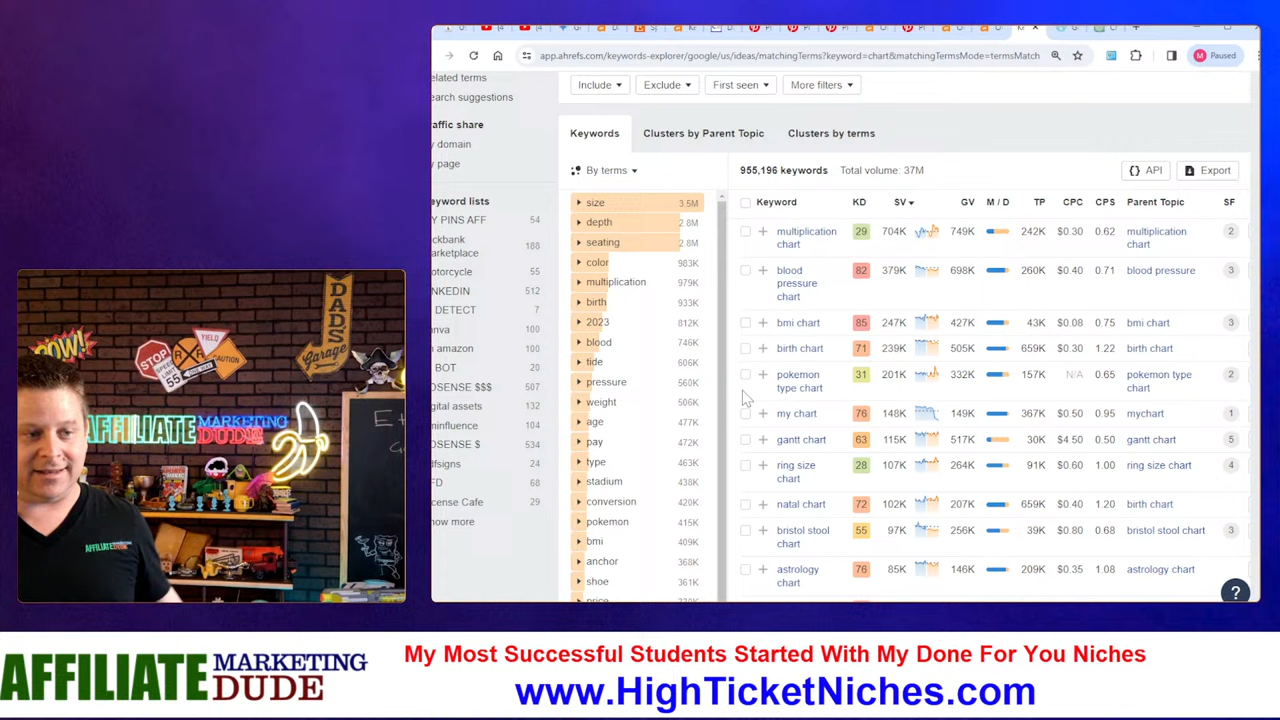 app.ahrefs.com/keywords-explorer/google/us/ideas/matchingTerms?keyword=chart&matchingTermsMode=termsMatch
Paused
elated terms
earch suggestions
affic share
y domain
y page
eyword lists
Y PINS AFF 54
ickbank
marketplace 188
otorcycle 55
NKEDIN 512
DETECT 7
nva 100
n amazon 100
BOT 20
DSENSE $$$ 507
gital assets 132
minfluence 104
DSENSE $ 534
dfsigns 24
FD 68
cense Cafe 29
how more
Include Exclude First seen More filters
Keywords Clusters by Parent Topic Clusters by terms
By terms
size 3.5M
depth 2.8M
seating 2.8M
color 983K
multiplication 979K
birth 933K
2023 812K
blood 746K
tide 606K
pressure 560K
weight 506K
age 477K
pay 472K
type 463K
stadium 438K
conversion 420K
pokemon 415K
bmi 409K
anchor 368K
shoe 361K
price
955,196 keywords Total volume: 37M
API Export
Keyword KD SV GV M / D TP CPC CPS Parent Topic SF
multiplication chart 29 704K 749K 242K $0.30 0.62 multiplication chart 2
blood pressure chart 82 379K 698K 260K $0.40 0.71 blood pressure 3
bmi chart 85 247K 427K 43K $0.08 0.75 bmi chart 3
birth chart 71 239K 505K 659K $0.30 1.22 birth chart
pokemon type chart 31 201K 332K 157K N/A 0.65 pokemon type chart 2
my chart 76 148K 149K 367K $0.50 0.95 mychart 1
gantt chart 63 115K 517K 30K $4.50 0.50 gantt chart 5
ring size chart 28 107K 264K 91K $0.60 1.00 ring size chart 4
natal chart 72 102K 207K 659K $0.40 1.20 birth chart
bristol stool chart 55 97K 256K 39K $0.80 0.68 bristol stool chart 3
astrology chart 76 85K 146K 209K $0.35 1.08 astrology chart
?
POW!
STOP
55
R R
YIELD
CAUTION
DADS
Garage
AFFILIATE MARKETING DUDE
AFFILIATE MARKETING DUDE
My Most Successful Students Started With My Done For You Niches
www.HighTicketNiches.com